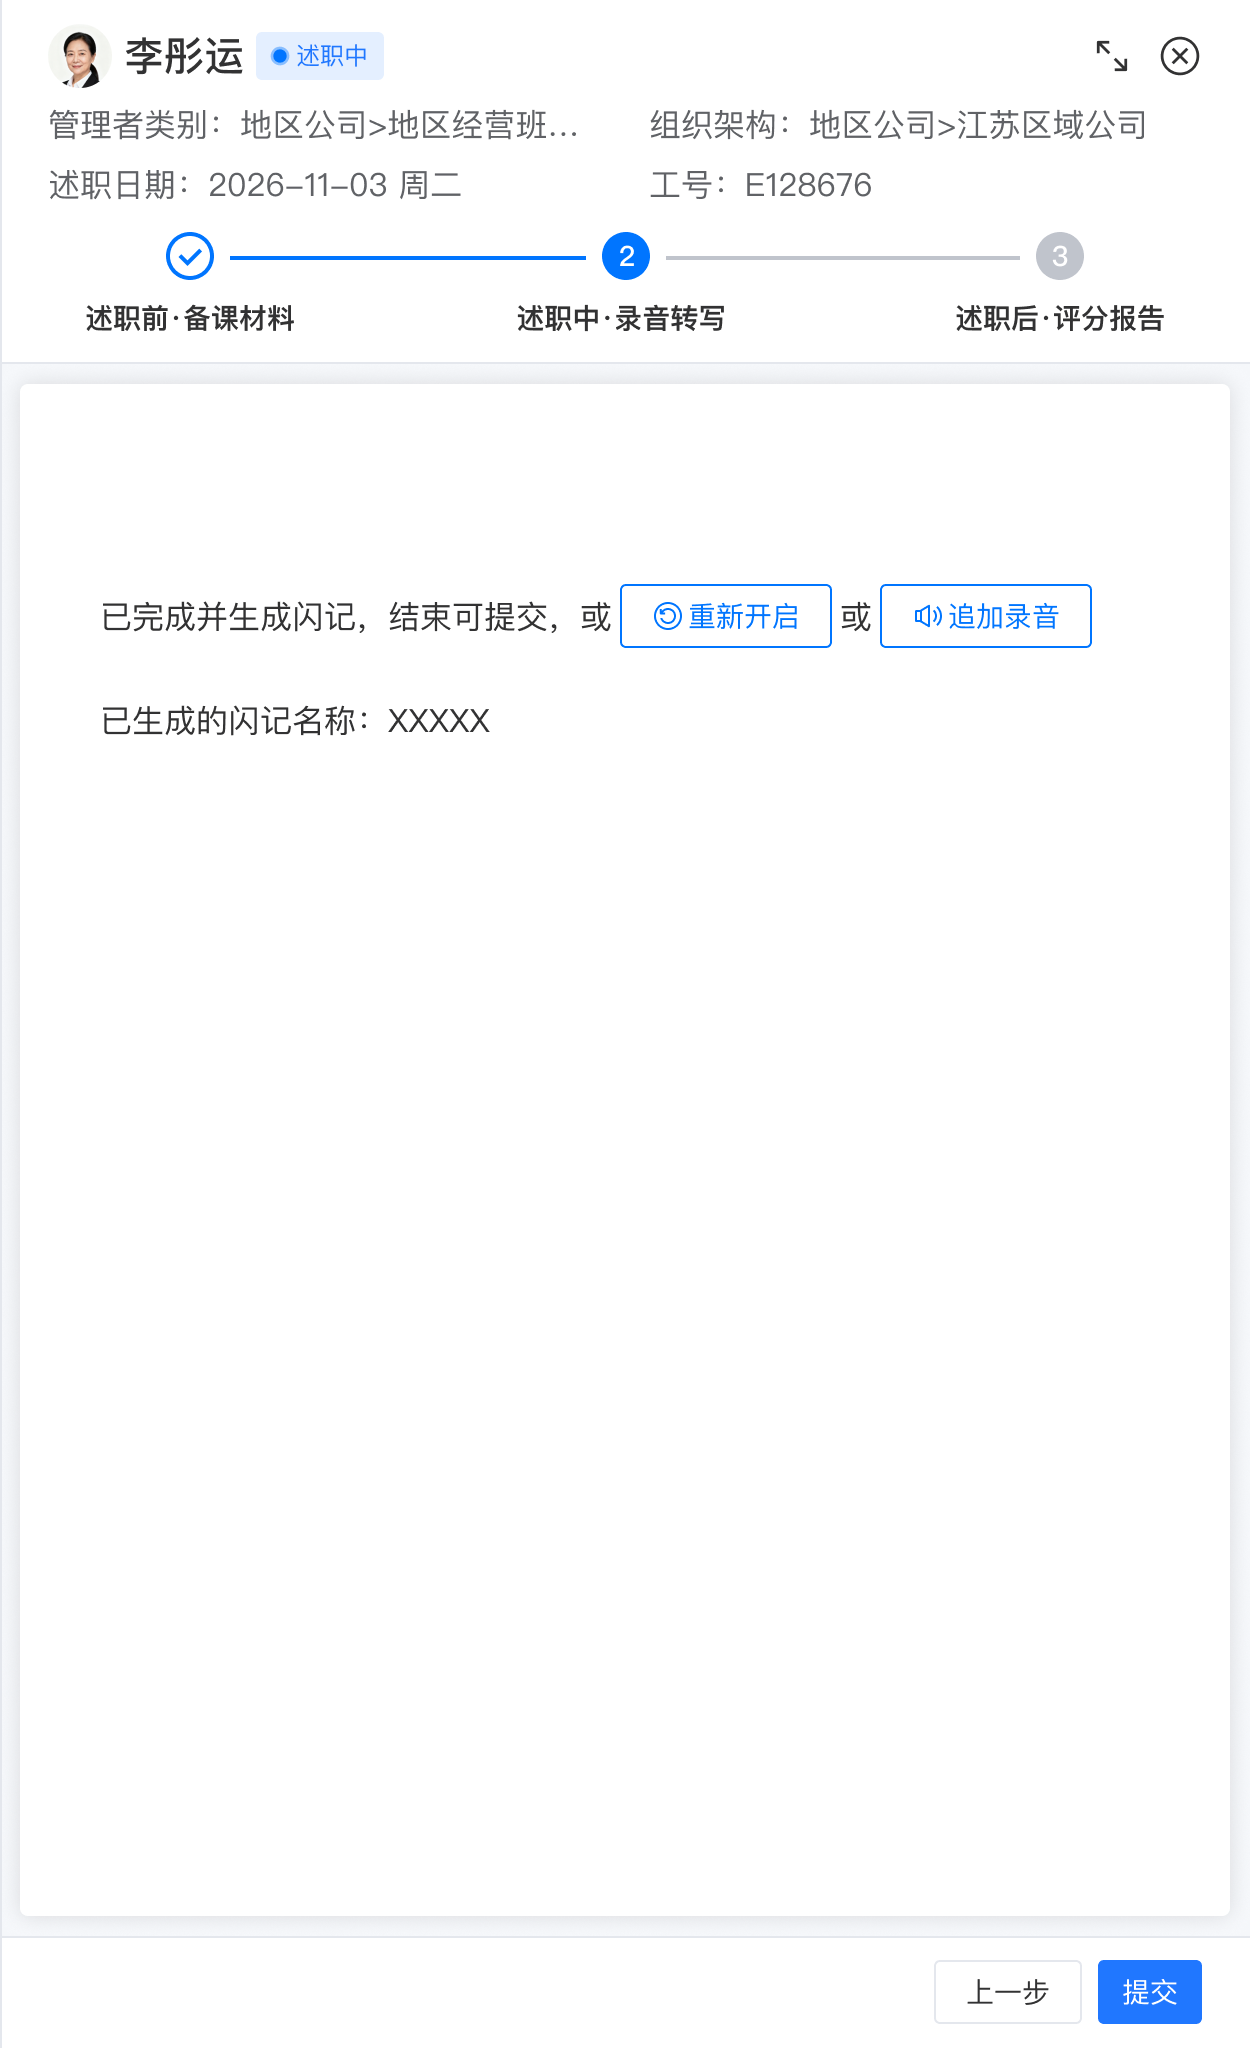 李彤运 述职中
管理者类别：地区公司>地区经营班... 组织架构：地区公司>江苏区域公司
述职日期：2026-11-03 周二 工号：E128676
2 3
述职前·备课材料 述职中·录音转写 述职后·评分报告
已完成并生成闪记，结束可提交，或 重新开启 或 追加录音
已生成的闪记名称：XXXXX
上一步 提交